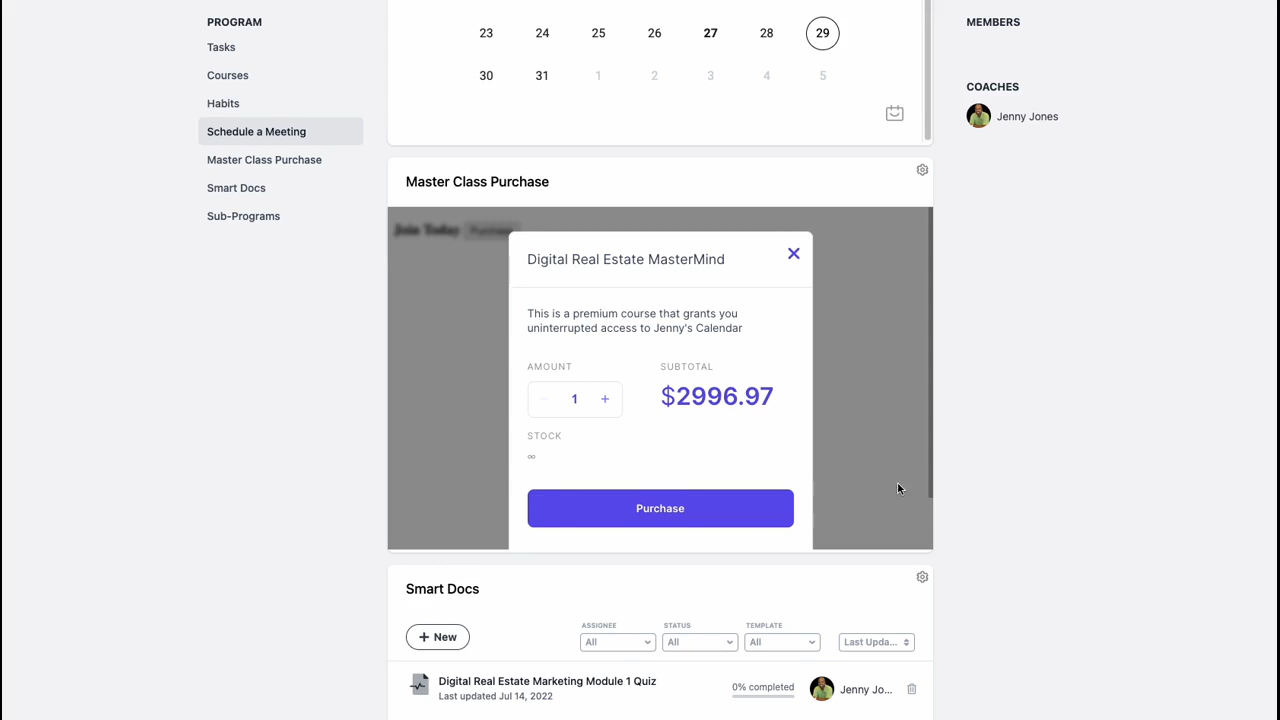 PROGRAM
Tasks
Courses
Habits
Schedule a Meeting
Master Class Purchase
Smart Docs
Sub-Programs
23 24 25 26 27 28 29
30 31 1 2 3 4 5
Master Class Purchase
Join Today Purchase
Digital Real Estate MasterMind
This is a premium course that grants you
uninterrupted access to Jenny's Calendar
AMOUNT SUBTOTAL
− 1 + $2996.97
STOCK
∞
Purchase
Smart Docs
+ New
ASSIGNEE STATUS TEMPLATE
All All All Last Upda...
Digital Real Estate Marketing Module 1 Quiz
Last updated Jul 14, 2022
0% completed
Jenny Jo...
MEMBERS
COACHES
Jenny Jones